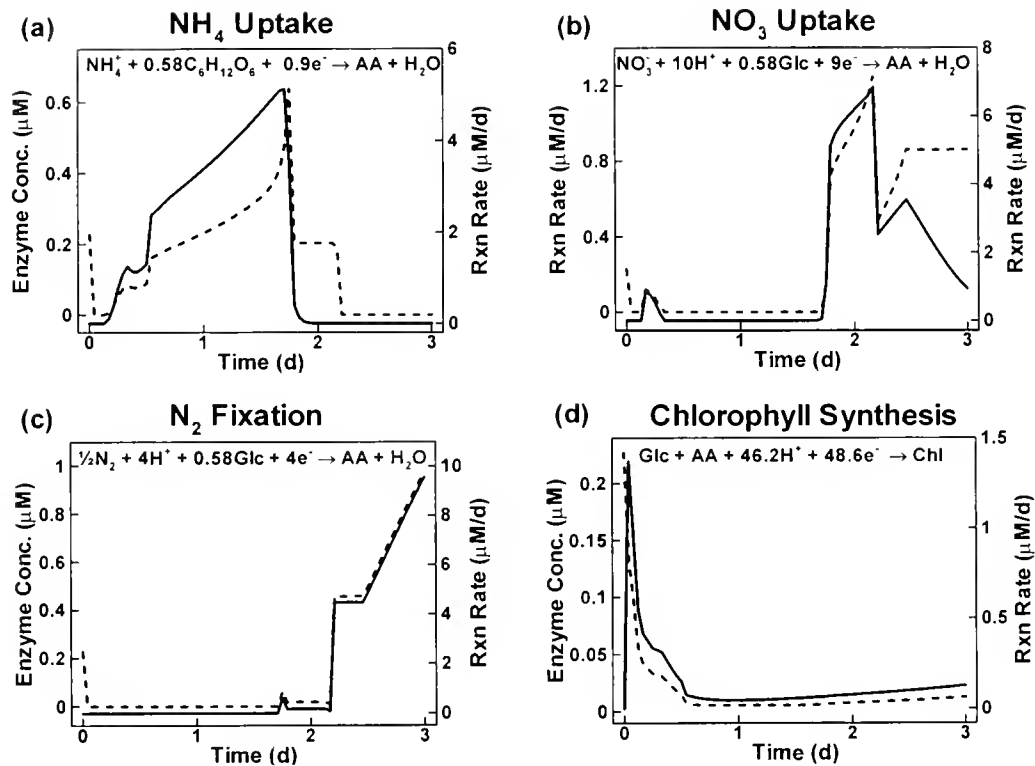 (a) NH₄ Uptake
NH₄⁺ + 0.58C₆H₁₂O₆ + 0.9e⁻ → AA + H₂O
Enzyme Conc. (μM)
0.6
0.4
0.2
0
6
4
2
0
Rxn Rate (μM/d)
0 1 2 3
Time (d)
(b) NO₃ Uptake
NO₃⁻ + 10H⁺ + 0.58Glc + 9e⁻ → AA + H₂O
Rxn Rate (μM/d)
1.2
0.8
0.4
0
8
6
4
2
0
Rxn Rate (μM/d)
0 1 2 3
Time (d)
(c) N₂ Fixation
½N₂ + 4H⁺ + 0.58Glc + 4e⁻ → AA + H₂O
Enzyme Conc. (μM)
1
0.8
0.6
0.4
0.2
0
10
8
6
4
2
0
Rxn Rate (μM/d)
0 1 2 3
Time (d)
(d) Chlorophyll Synthesis
Glc + AA + 46.2H⁺ + 48.6e⁻ → Chl
Enzyme Conc. (μM)
0.2
0.15
0.1
0.05
0
1.5
1
0.5
0
Rxn Rate (μM/d)
0 1 2 3
Time (d)